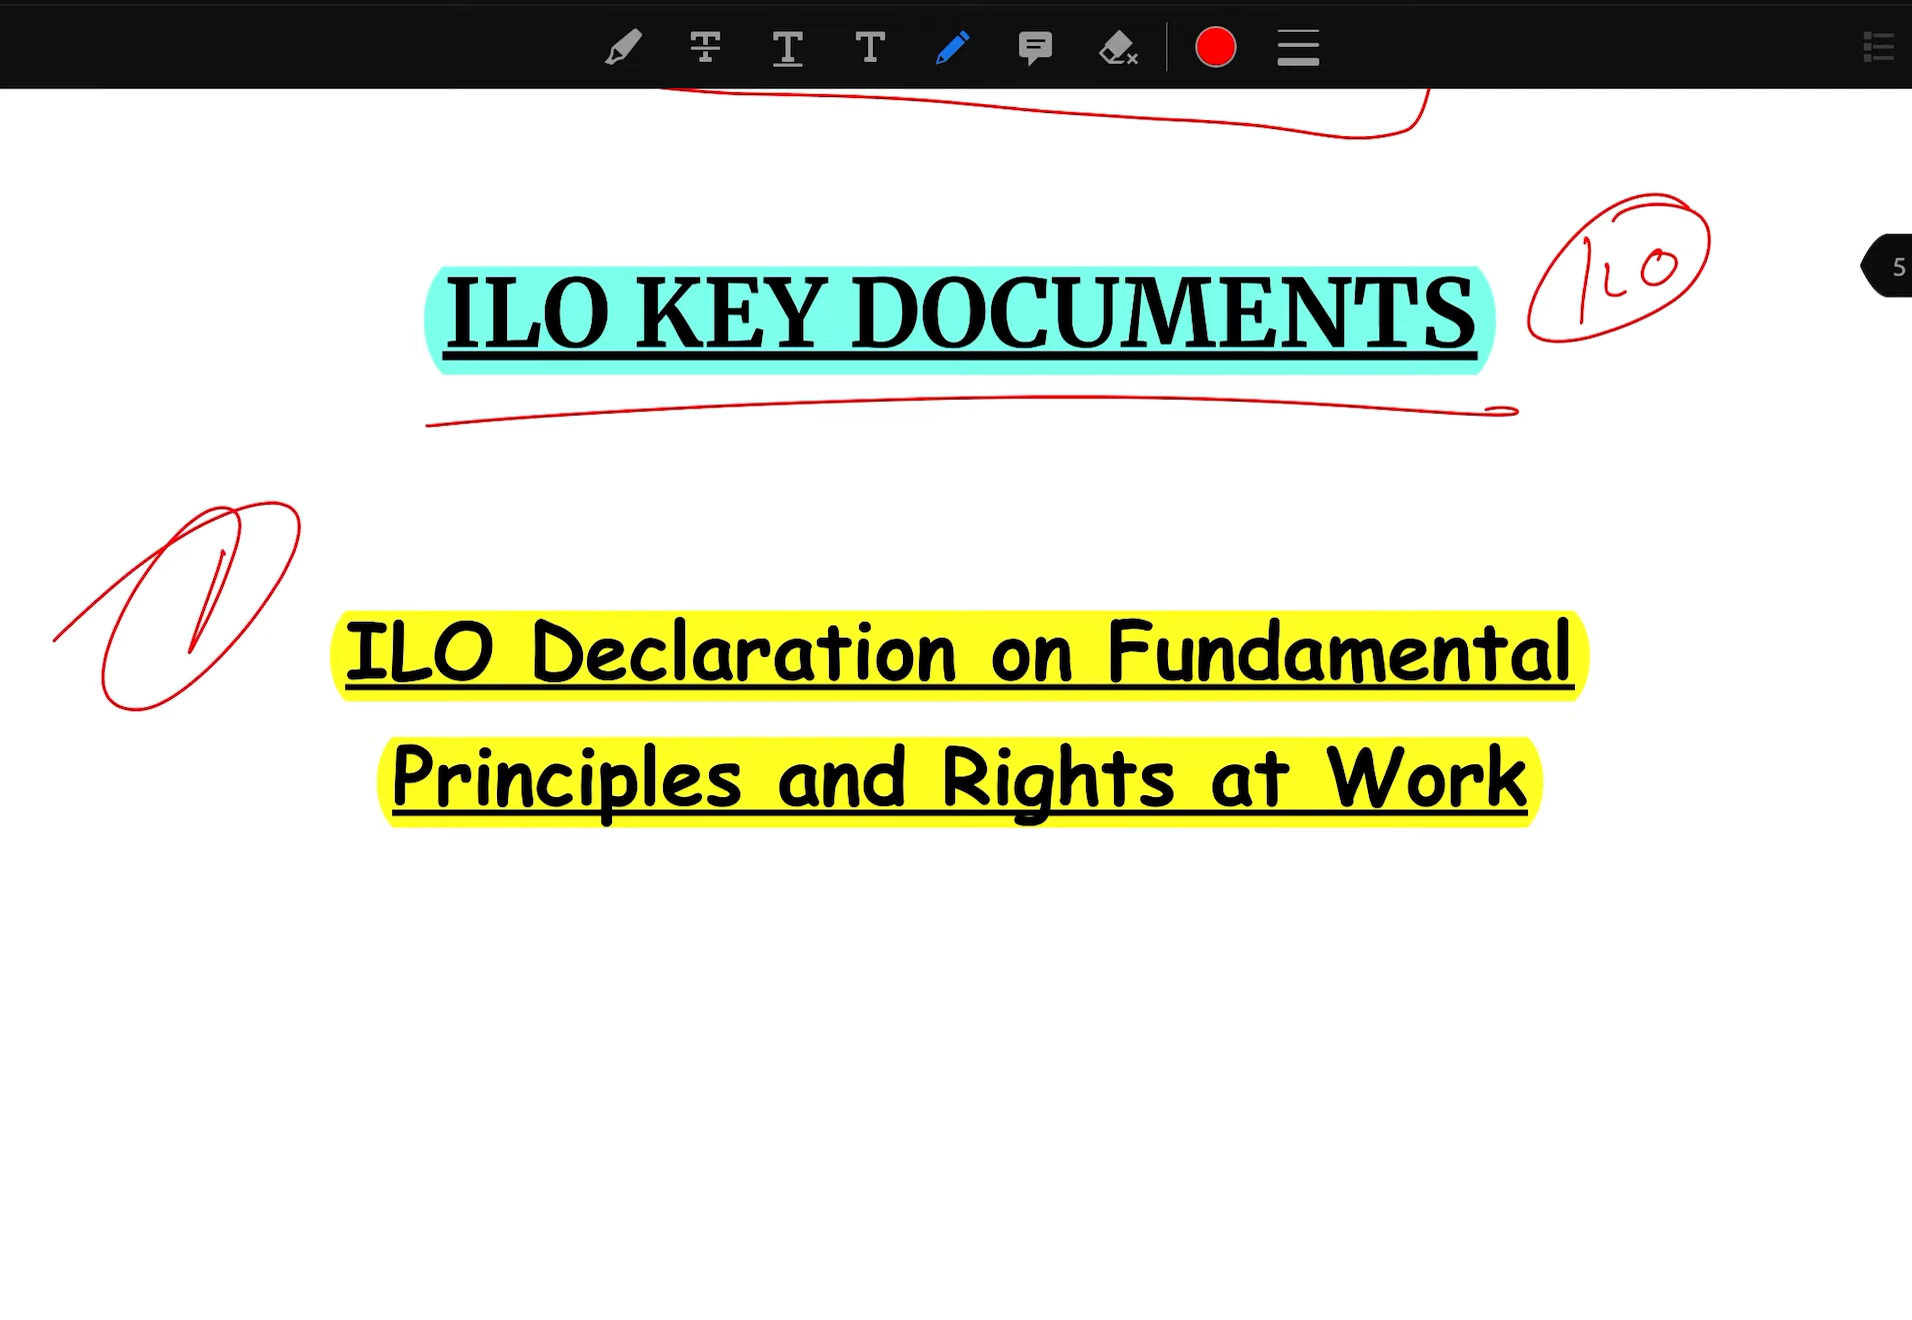 ILO KEY DOCUMENTS
ILO
5
1
ILO Declaration on Fundamental
Principles and Rights at Work